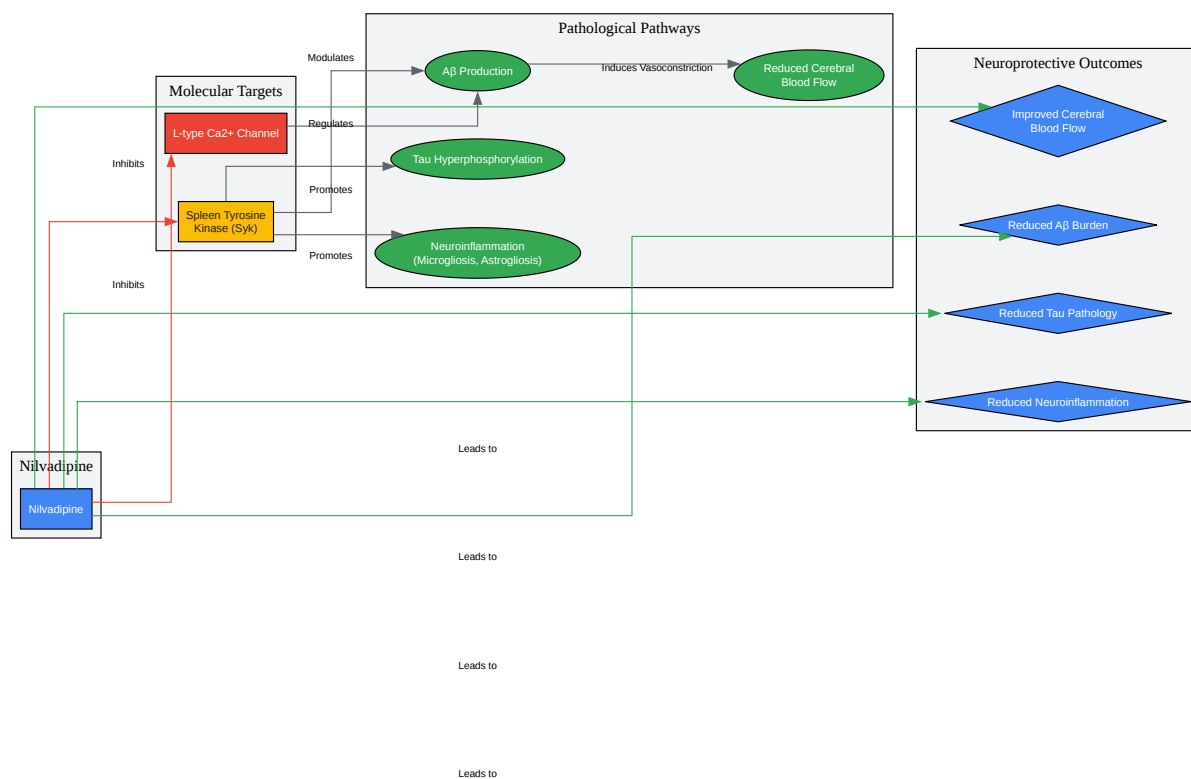 Pathological Pathways
Modulates
Aβ Production
Induces Vasoconstriction
Reduced Cerebral
Blood Flow
Neuroprotective Outcomes
Molecular Targets
L-type Ca2+ Channel
Regulates
Improved Cerebral
Blood Flow
Inhibits
Tau Hyperphosphorylation
Promotes
Spleen Tyrosine
Kinase (Syk)
Reduced Aβ Burden
Neuroinflammation
(Microgliosis, Astrogliosis)
Promotes
Inhibits
Reduced Tau Pathology
Reduced Neuroinflammation
Leads to
Nilvadipine
Nilvadipine
Leads to
Leads to
Leads to